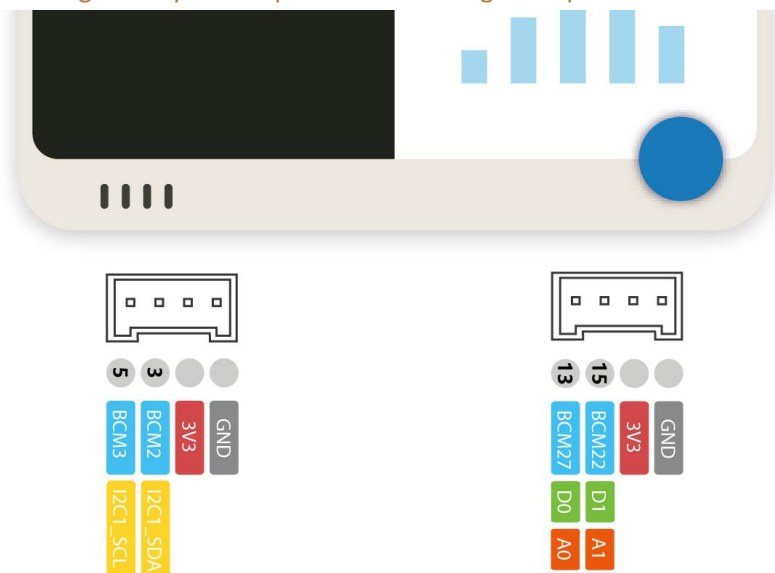 5 3
13 15
BCM3 BCM2 3V3 GND
BCM27 BCM22 3V3 GND
I2C1_SCL I2C1_SDA
D0 D1
A0 A1